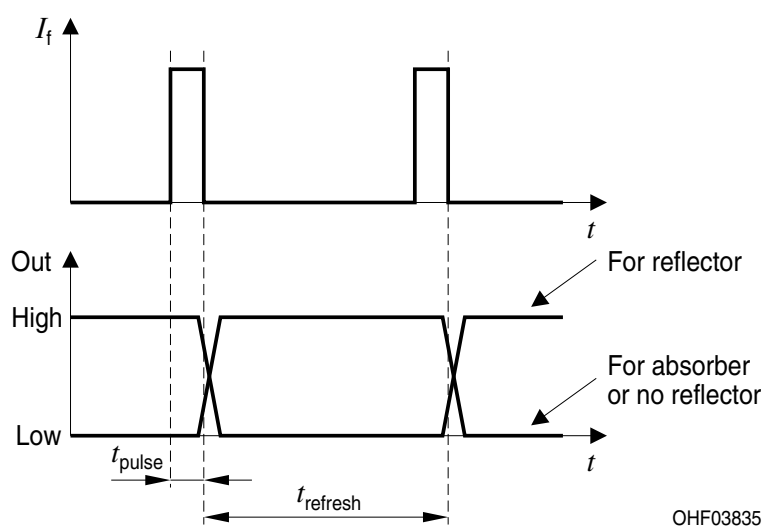 I_f
t
Out
For reflector
High
For absorber
or no reflector
Low
t_pulse
t
t_refresh
OHF03835